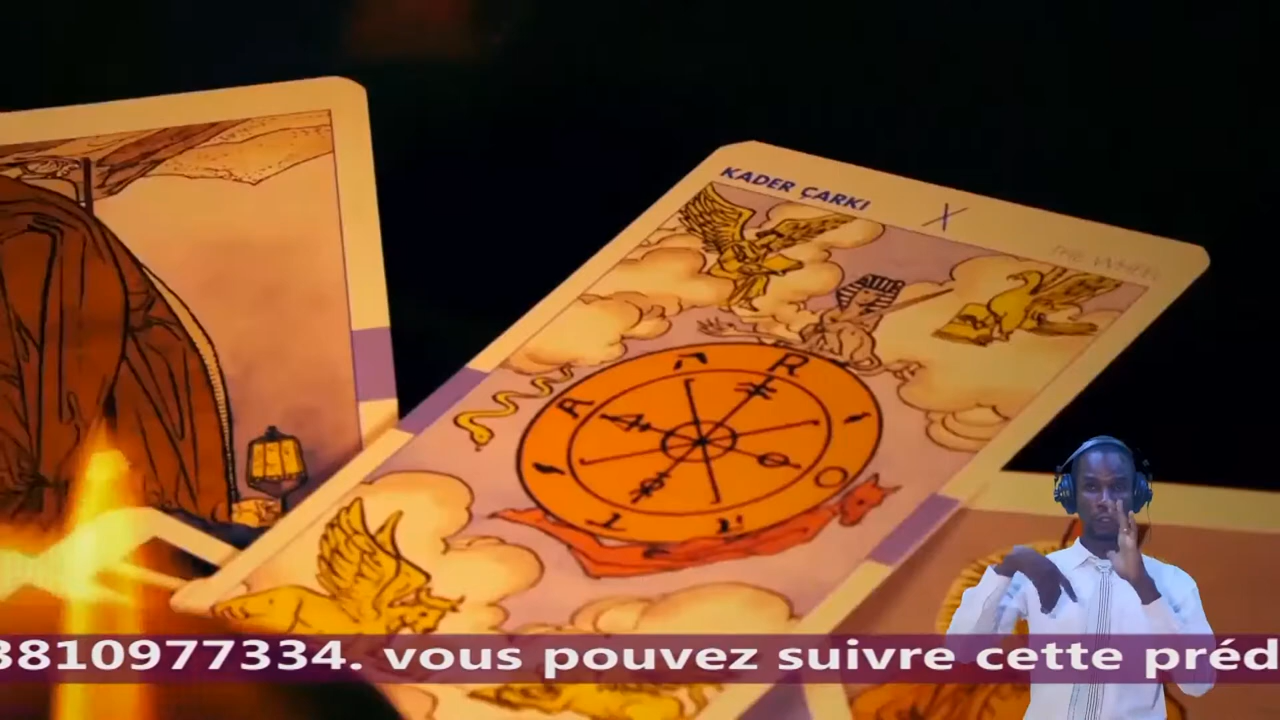 KADER ÇARKI X THE WHEEL
3810977334. vous pouvez suivre cette préd